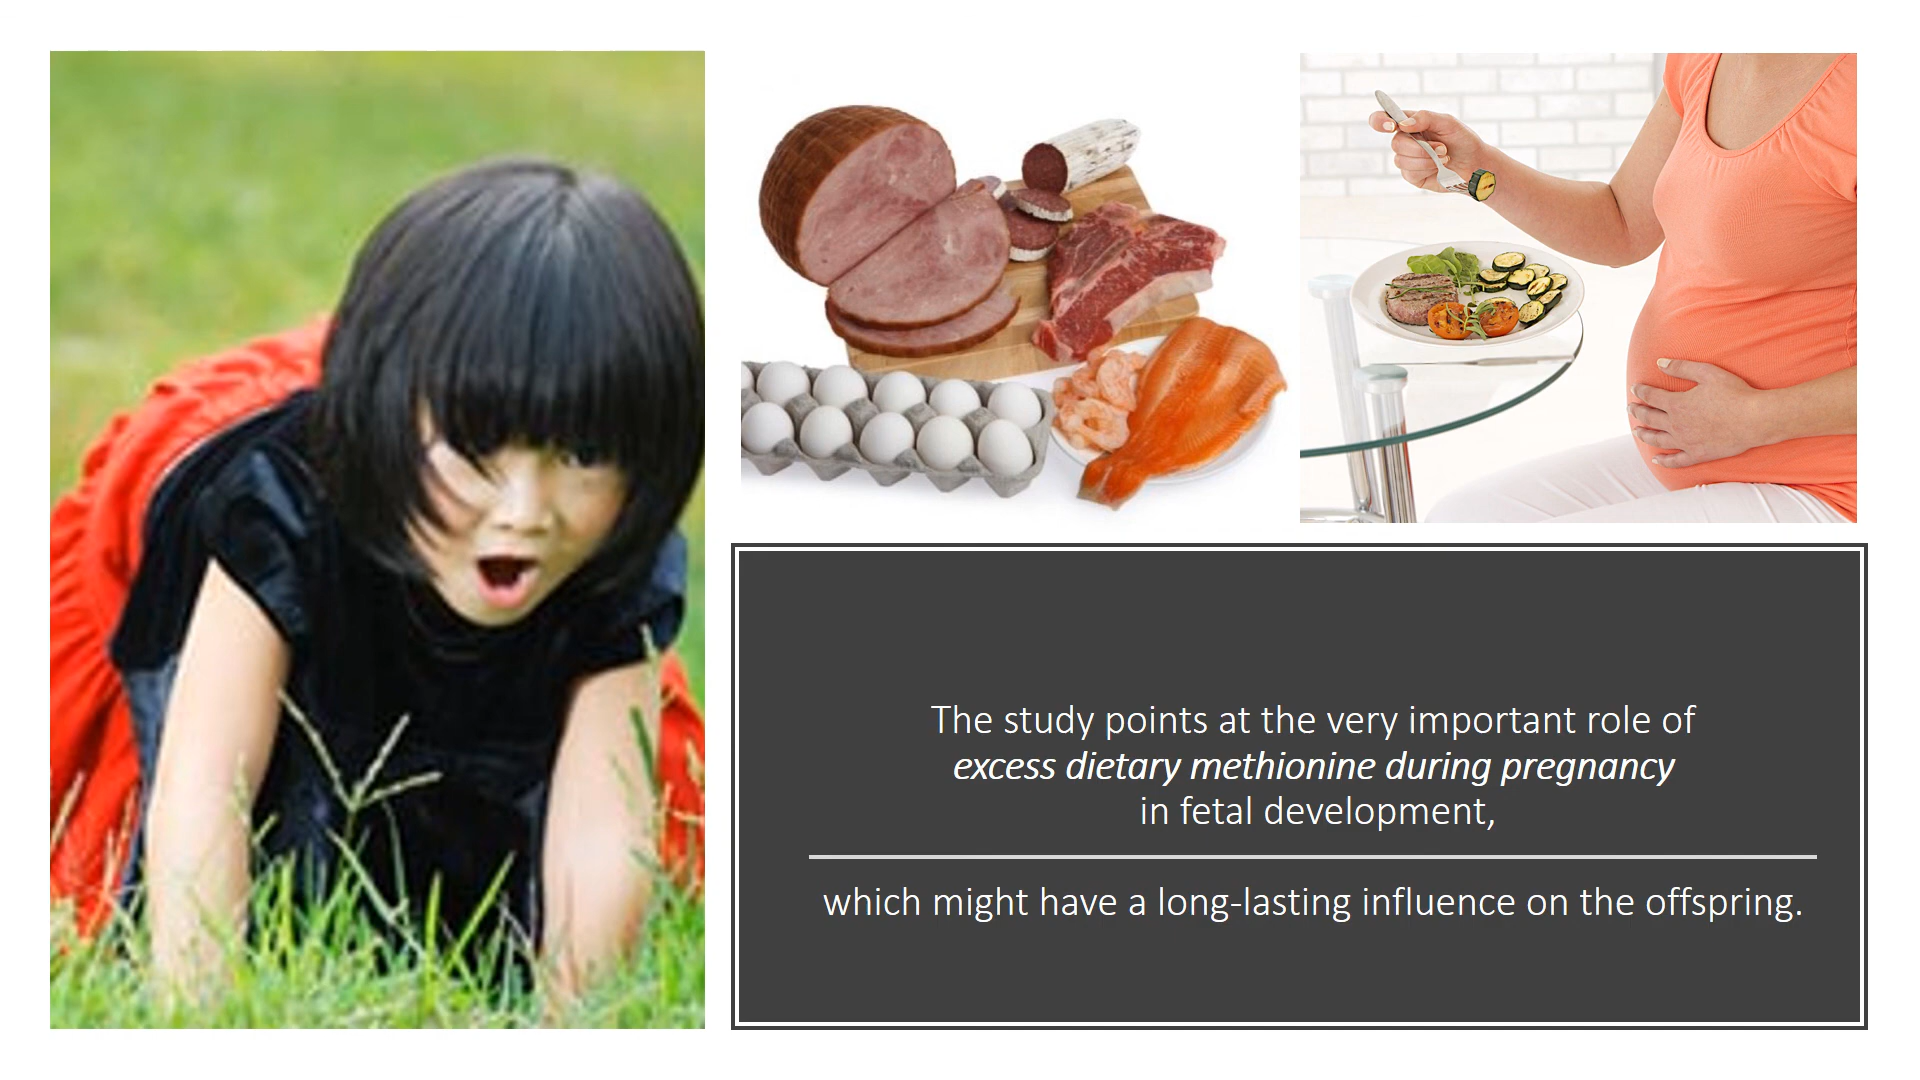 The study points at the very important role of
excess dietary methionine during pregnancy
in fetal development,
which might have a long-lasting influence on the offspring.